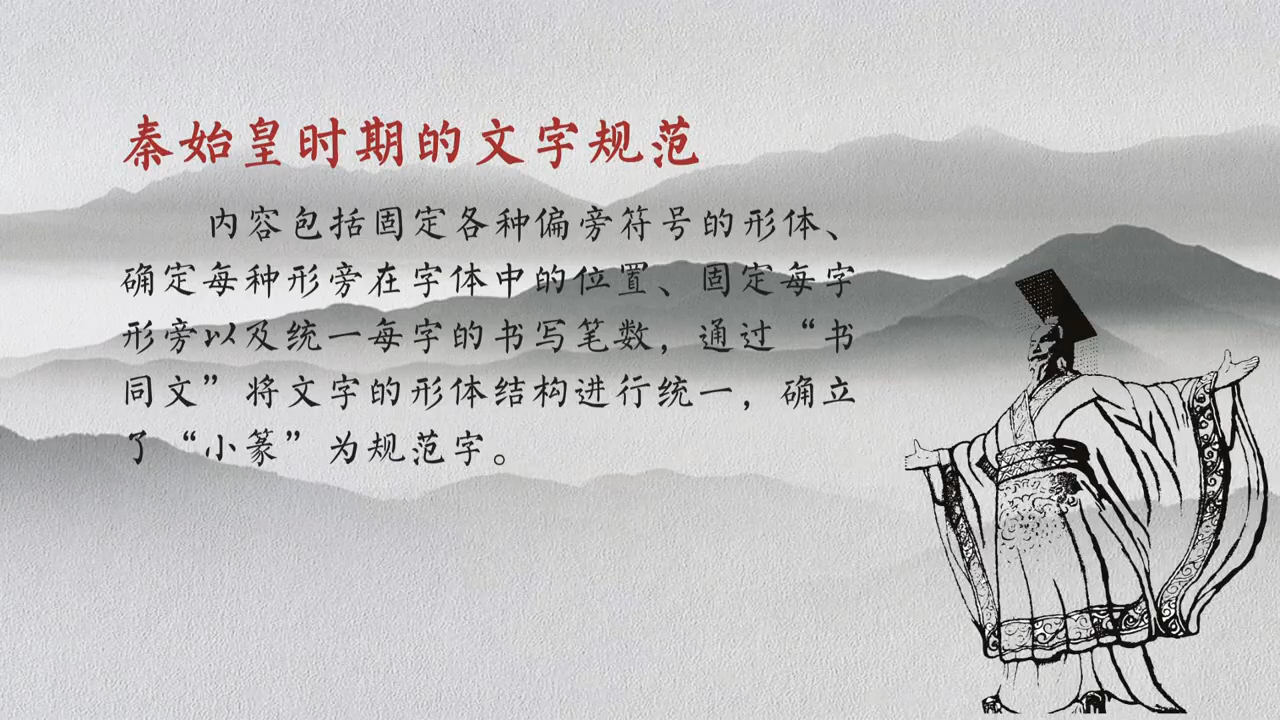 秦始皇时期的文字规范
内容包括固定各种偏旁符号的形体、
确定每种形旁在字体中的位置、固定每字
形旁以及统一每字的书写笔数，通过“书
同文”将文字的形体结构进行统一，确立
了“小篆”为规范字。